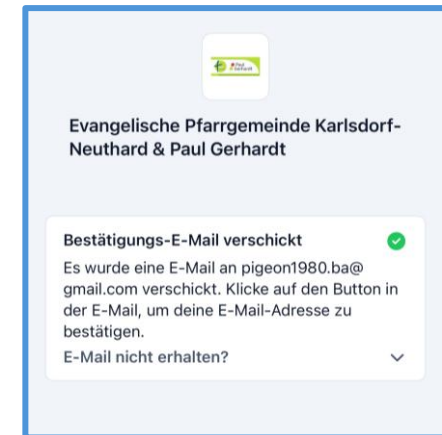 Evangelische Pfarrgemeinde Karlsdorf-
Neuthard & Paul Gerhardt
Bestätigungs-E-Mail verschickt
Es wurde eine E-Mail an pigeon1980.ba@
gmail.com verschickt. Klicke auf den Button in
der E-Mail, um deine E-Mail-Adresse zu
bestätigen.
E-Mail nicht erhalten?